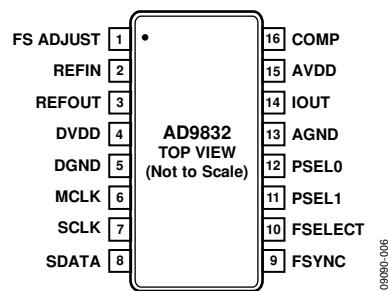 FS ADJUST 1
REFIN 2
REFOUT 3
DVDD 4
DGND 5
MCLK 6
SCLK 7
SDATA 8
AD9832
TOP VIEW
(Not to Scale)
16 COMP
15 AVDD
14 IOUT
13 AGND
12 PSEL0
11 PSEL1
10 FSELECT
9 FSYNC
09090-006